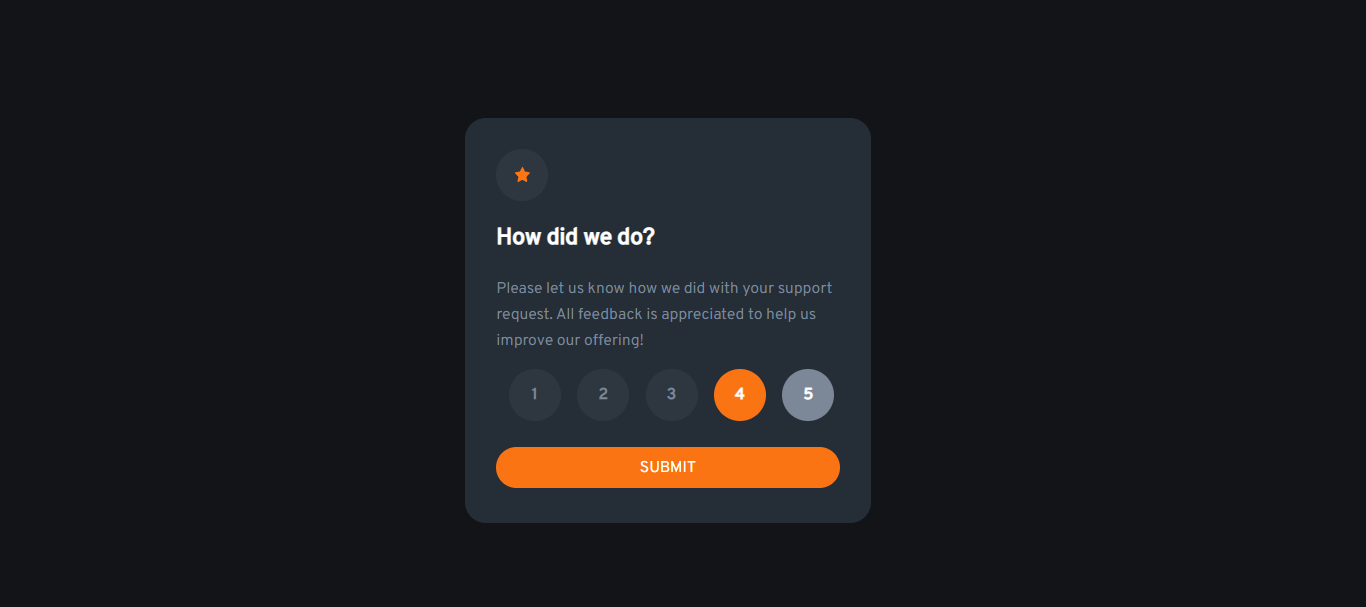 How did we do?
Please let us know how we did with your support
request. All feedback is appreciated to help us
improve our offering!
1 2 3 4 5
SUBMIT